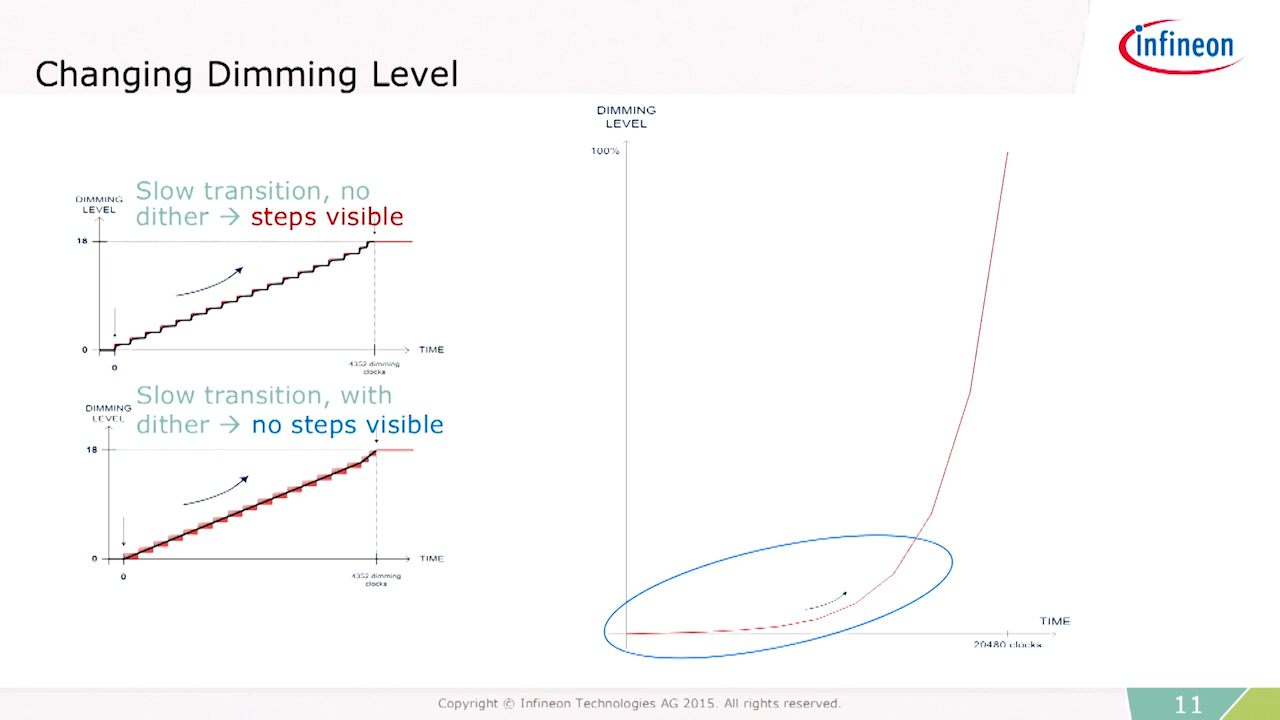 Changing Dimming Level
infineon
Slow transition, no
dither → steps visible
DIMMING
LEVEL
18
0
0
TIME
4352 dimming
clocks
Slow transition, with
dither → no steps visible
DIMMING
LEVEL
18
0
0
TIME
4352 dimming
clocks
DIMMING
LEVEL
100%
TIME
20480 clocks
Copyright © Infineon Technologies AG 2015. All rights reserved.
11